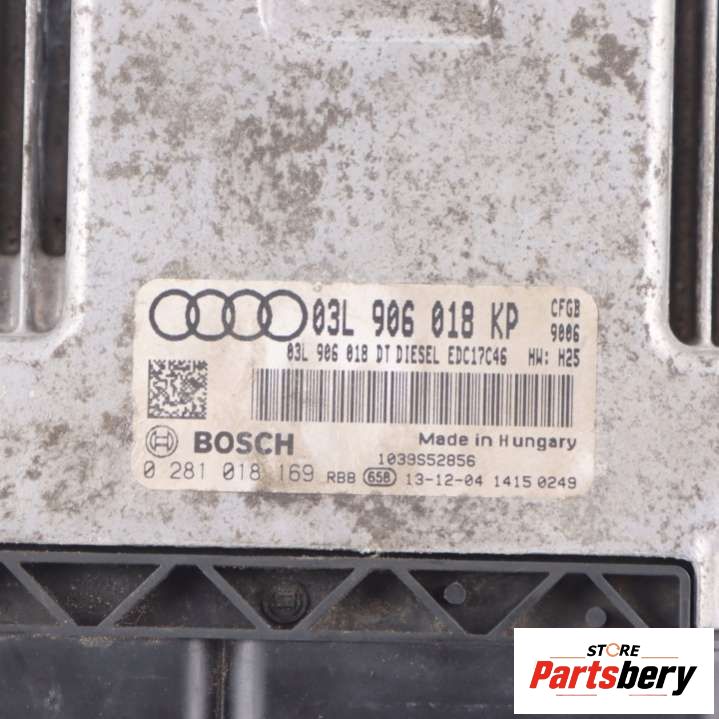 03L 906 018 KP CFGB
9006
03L 906 018 DT DIESEL EDC17C46 HW: H25
BOSCH
Made in Hungary
1039S52856
0 281 018 169 RBB 658 13-12-04 1415 0249
STORE
Partsbery